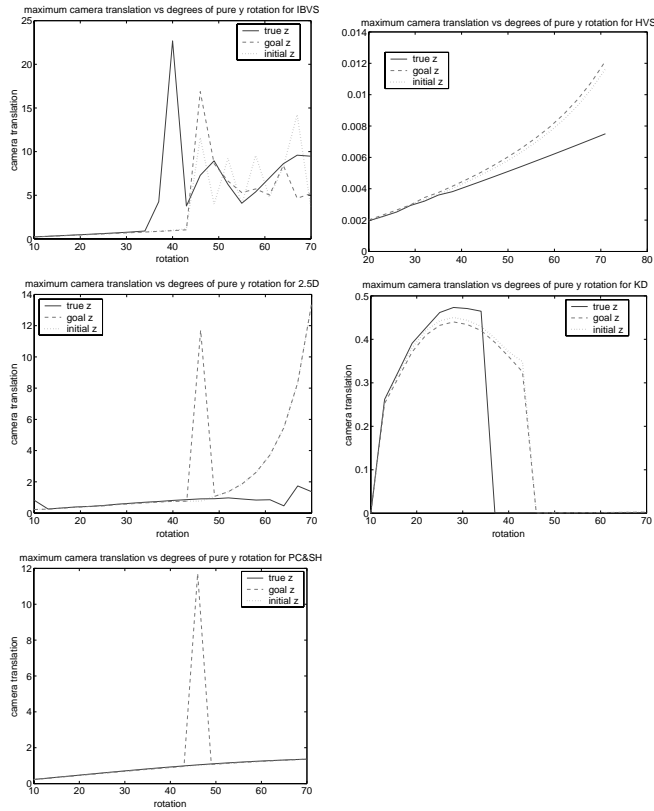 maximum camera translation vs degrees of pure y rotation for IBVS
25
20
15
10
5
0
camera translation
true z
goal z
initial z
10 20 30 40 50 60 70
rotation
maximum camera translation vs degrees of pure y rotation for HVS
0.014
0.012
0.01
0.008
0.006
0.004
0.002
0
true z
goal z
initial z
20 30 40 50 60 70 80
rotation
maximum camera translation vs degrees of pure y rotation for 2.5D
14
12
10
8
6
4
2
0
camera translation
true z
goal z
initial z
10 20 30 40 50 60 70
rotation
maximum camera translation vs degrees of pure y rotation for KD
0.5
0.4
0.3
0.2
0.1
0
camera translation
true z
goal z
initial z
10 20 30 40 50 60 70
rotation
maximum camera translation vs degrees of pure y rotation for PC&SH
12
10
8
6
4
2
0
camera translation
true z
goal z
initial z
10 20 30 40 50 60 70
rotation